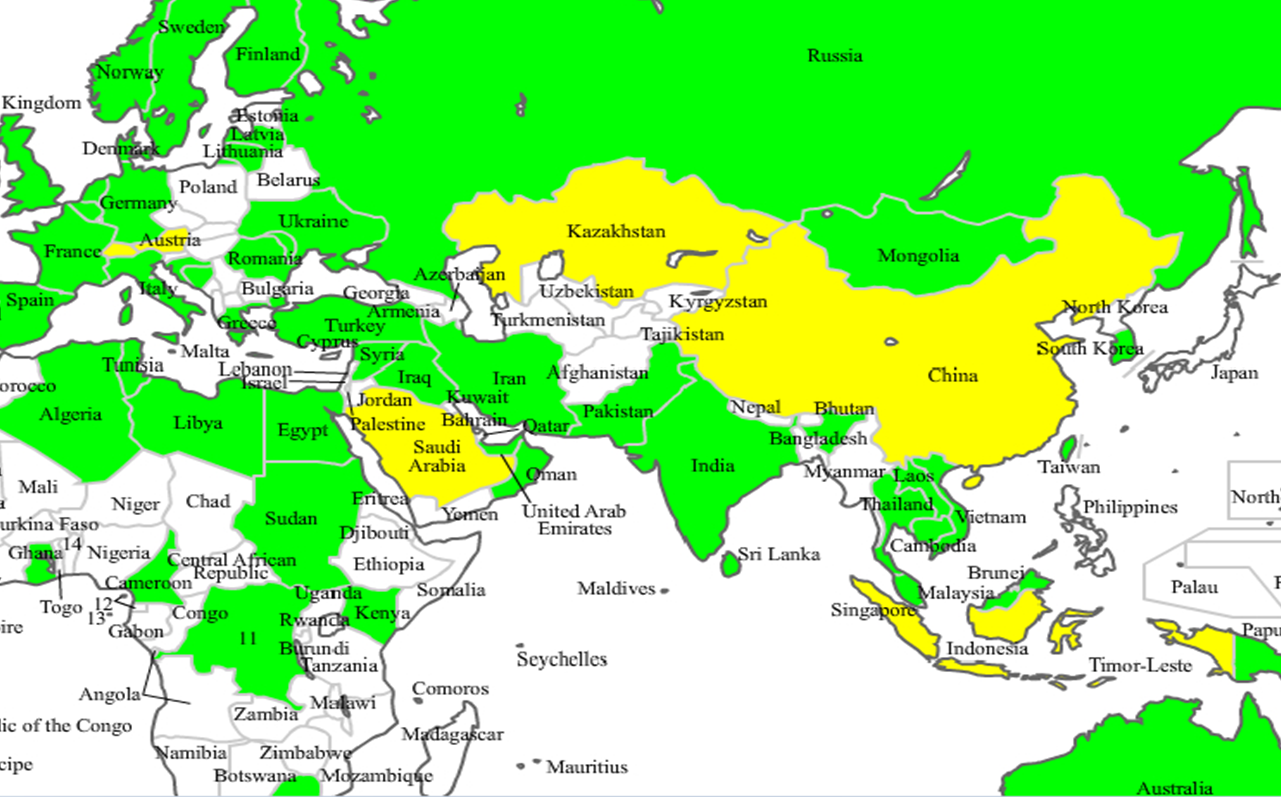 Sweden
Finland
Russia
Norway
Kingdom
Estonia
Latvia
Denmark
Lithuania
Poland
Belarus
Germany
Ukraine
Kazakhstan
Austria
France
Mongolia
Romania
Azerbaijan
Italy
Bulgaria
Uzbekistan
Georgia
Spain
Kyrgyzstan
North Korea
Armenia
Greece
Turkey
Turkmenistan
Tajikistan
Cyprus
South Korea
Malta
Syria
Tunisia
Lebanon
Afghanistan
Japan
Israel
Iraq
Iran
China
orocco
Jordan
Kuwait
Nepal
Bhutan
Algeria
Pakistan
Libya
Palestine
Bahrain
Qatar
Egypt
Bangladesh
Saudi
Arabia
India
Taiwan
Oman
Myanmar
Laos
Mali
Niger
Chad
Eritrea
North
Thailand
Philippines
Yemen
United Arab
Emirates
Sudan
Vietnam
urkina Faso
Djibouti
14
Ghana
Nigeria
Cambodia
Central African
Republic
Ethiopia
Sri Lanka
Brunei
Cameroon
Uganda
Somalia
Maldives
Malaysia
Palau
Togo
12
13
Congo
Rwanda
Kenya
Singapore
ire
Gabon
11
Papu
Burundi
Indonesia
Tanzania
Seychelles
Timor-Leste
Angola
Comoros
Malawi
Zambia
lic of the Congo
Madagascar
Namibia
Zimbabwe
cipe
Botswana
Mozambique
Mauritius
Australia